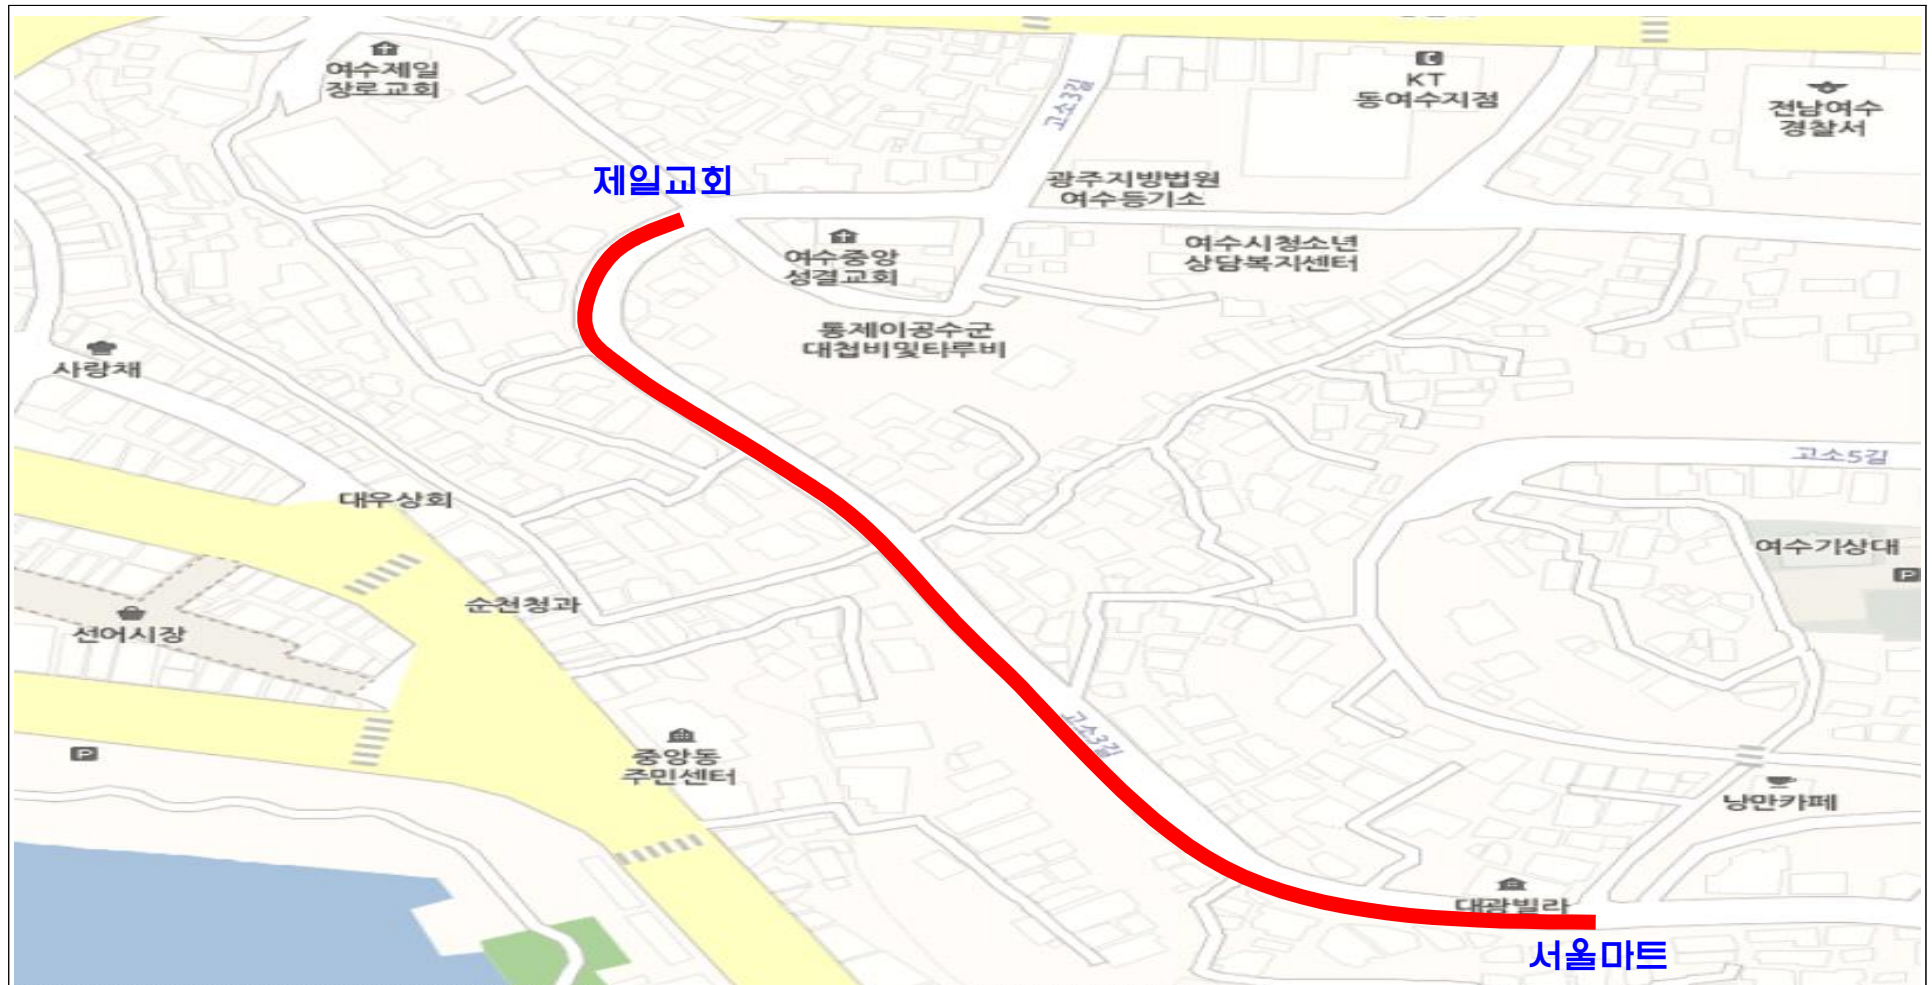 여수제일
장로교회
고소3길
KT
동여수지점
전남여수
경찰서
제일교회
광주지방법원
여수등기소
여수중앙
성결교회
여수시청소년
상담복지센터
통제이공수군
대첩비및타루비
사랑채
고소5길
대우상회
여수기상대
P
순천청과
선어시장
고소3길
P
중앙동
주민센터
낭만카페
대광빌라
서울마트